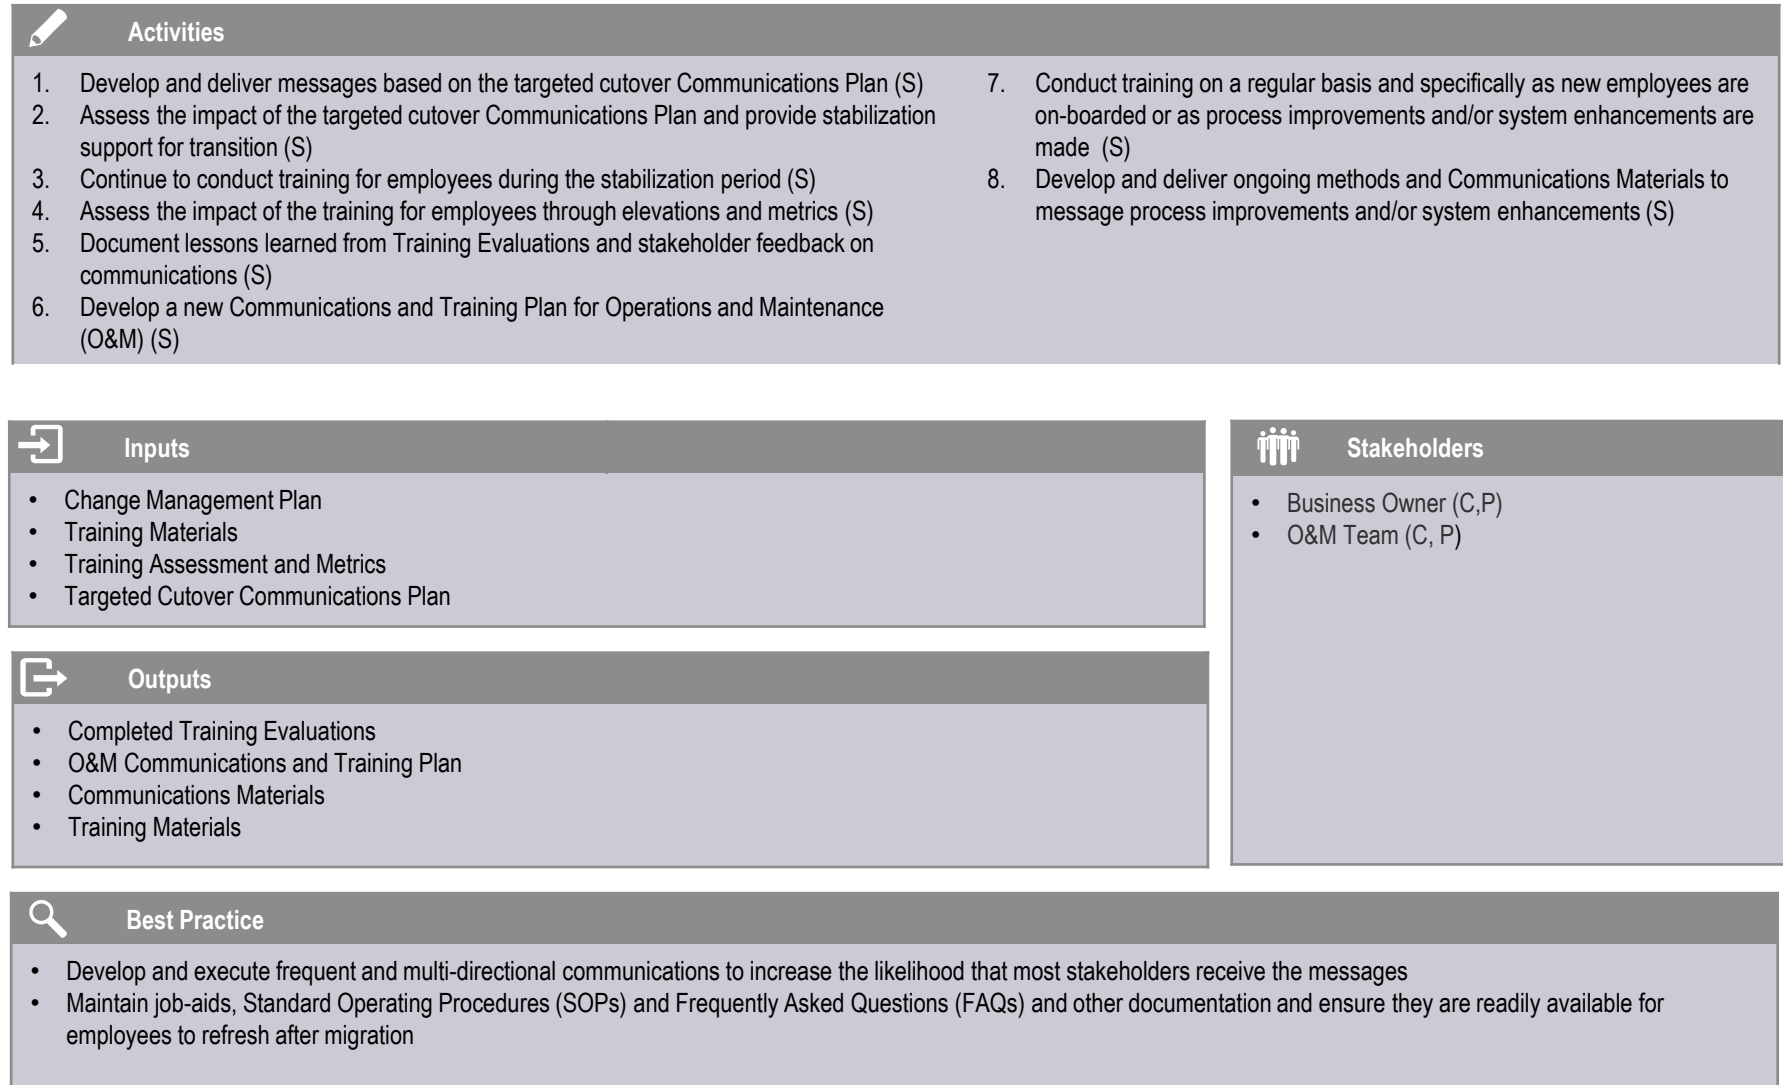 Activities
1. Develop and deliver messages based on the targeted cutover Communications Plan (S)
2. Assess the impact of the targeted cutover Communications Plan and provide stabilization
support for transition (S)
3. Continue to conduct training for employees during the stabilization period (S)
4. Assess the impact of the training for employees through elevations and metrics (S)
5. Document lessons learned from Training Evaluations and stakeholder feedback on
communications (S)
6. Develop a new Communications and Training Plan for Operations and Maintenance
(O&M) (S)
7. Conduct training on a regular basis and specifically as new employees are
on-boarded or as process improvements and/or system enhancements are
made (S)
8. Develop and deliver ongoing methods and Communications Materials to
message process improvements and/or system enhancements (S)
Inputs
• Change Management Plan
• Training Materials
• Training Assessment and Metrics
• Targeted Cutover Communications Plan
Stakeholders
• Business Owner (C,P)
• O&M Team (C, P)
Outputs
• Completed Training Evaluations
• O&M Communications and Training Plan
• Communications Materials
• Training Materials
Best Practice
• Develop and execute frequent and multi-directional communications to increase the likelihood that most stakeholders receive the messages
• Maintain job-aids, Standard Operating Procedures (SOPs) and Frequently Asked Questions (FAQs) and other documentation and ensure they are readily available for
employees to refresh after migration